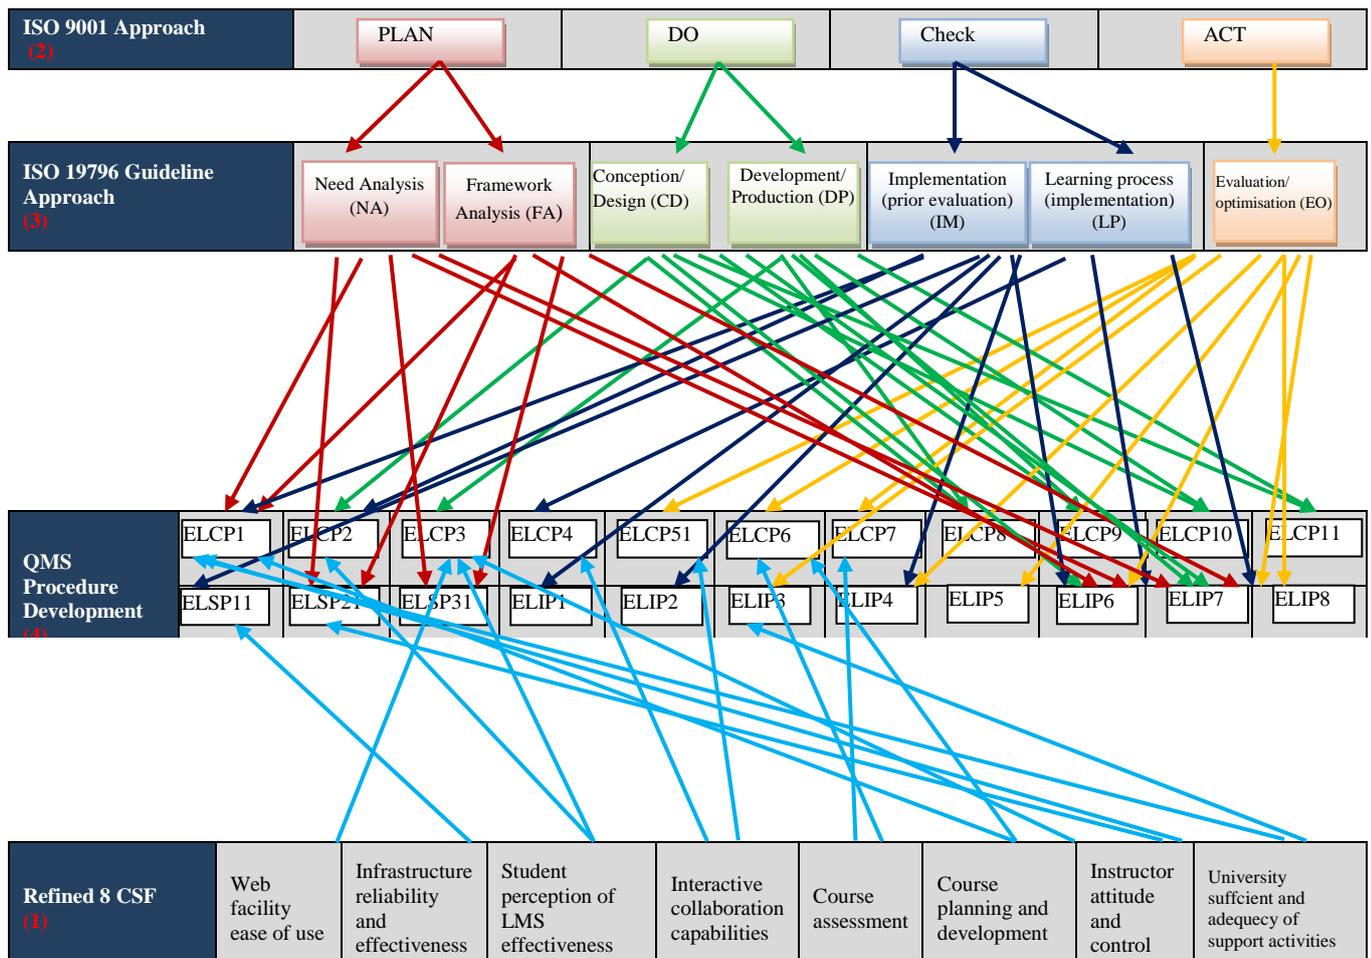 ISO 9001 Approach
(2)
PLAN
DO
Check
ACT
ISO 19796 Guideline
Approach
(3)
Need Analysis
(NA)
Framework
Analysis (FA)
Conception/
Design (CD)
Development/
Production (DP)
Implementation
(prior evaluation)
(IM)
Learning process
(implementation)
(LP)
Evaluation/
optimisation (EO)
QMS
Procedure
Development
(4)
ELCP1
ELCP2
ELCP3
ELCP4
ELCP51
ELCP6
ELCP7
ELCP8
ELCP9
ELCP10
ELCP11
ELSP11
ELSP21
ELSP31
ELIP1
ELIP2
ELIP3
ELIP4
ELIP5
ELIP6
ELIP7
ELIP8
Refined 8 CSF
(1)
Web
facility
ease of use
Infrastructure
reliability
and
effectiveness
Student
perception of
LMS
effectiveness
Interactive
collaboration
capabilities
Course
assessment
Course
planning and
development
Instructor
attitude
and
control
University
suffcient and
adequecy of
support activities